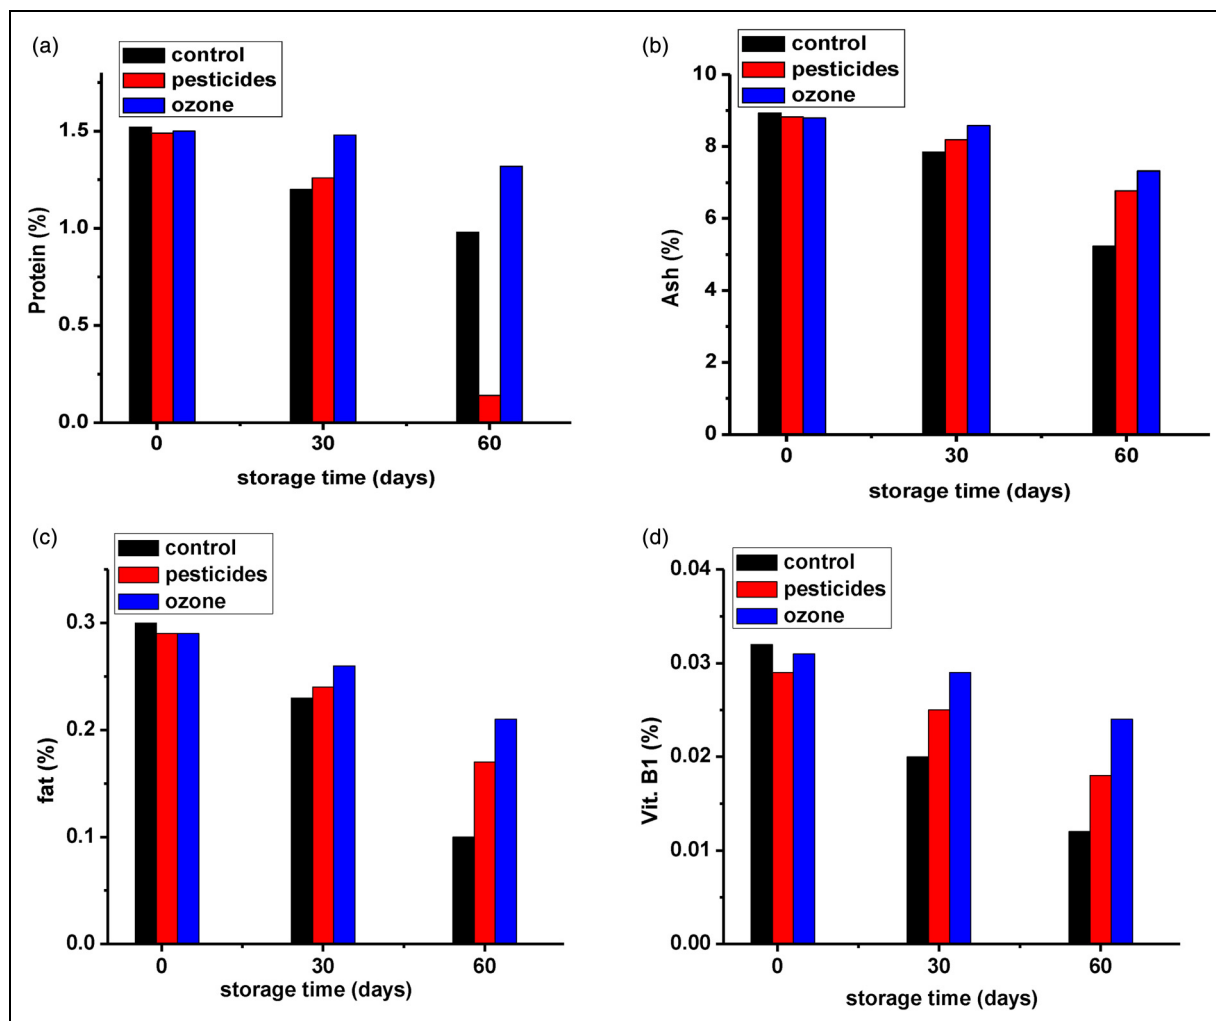 (a)
control
pesticides
ozone
1.5
1.0
0.5
0.0
Protein (%)
0 30 60
storage time (days)
(b)
control
pesticides
ozone
10
8
6
4
2
0
Ash (%)
0 30 60
storage time (days)
(c)
control
pesticides
ozone
0.3
0.2
0.1
0.0
fat (%)
0 30 60
storage time (days)
(d)
control
pesticides
ozone
0.04
0.03
0.02
0.01
0.00
Vit. B1 (%)
0 30 60
storage time (days)